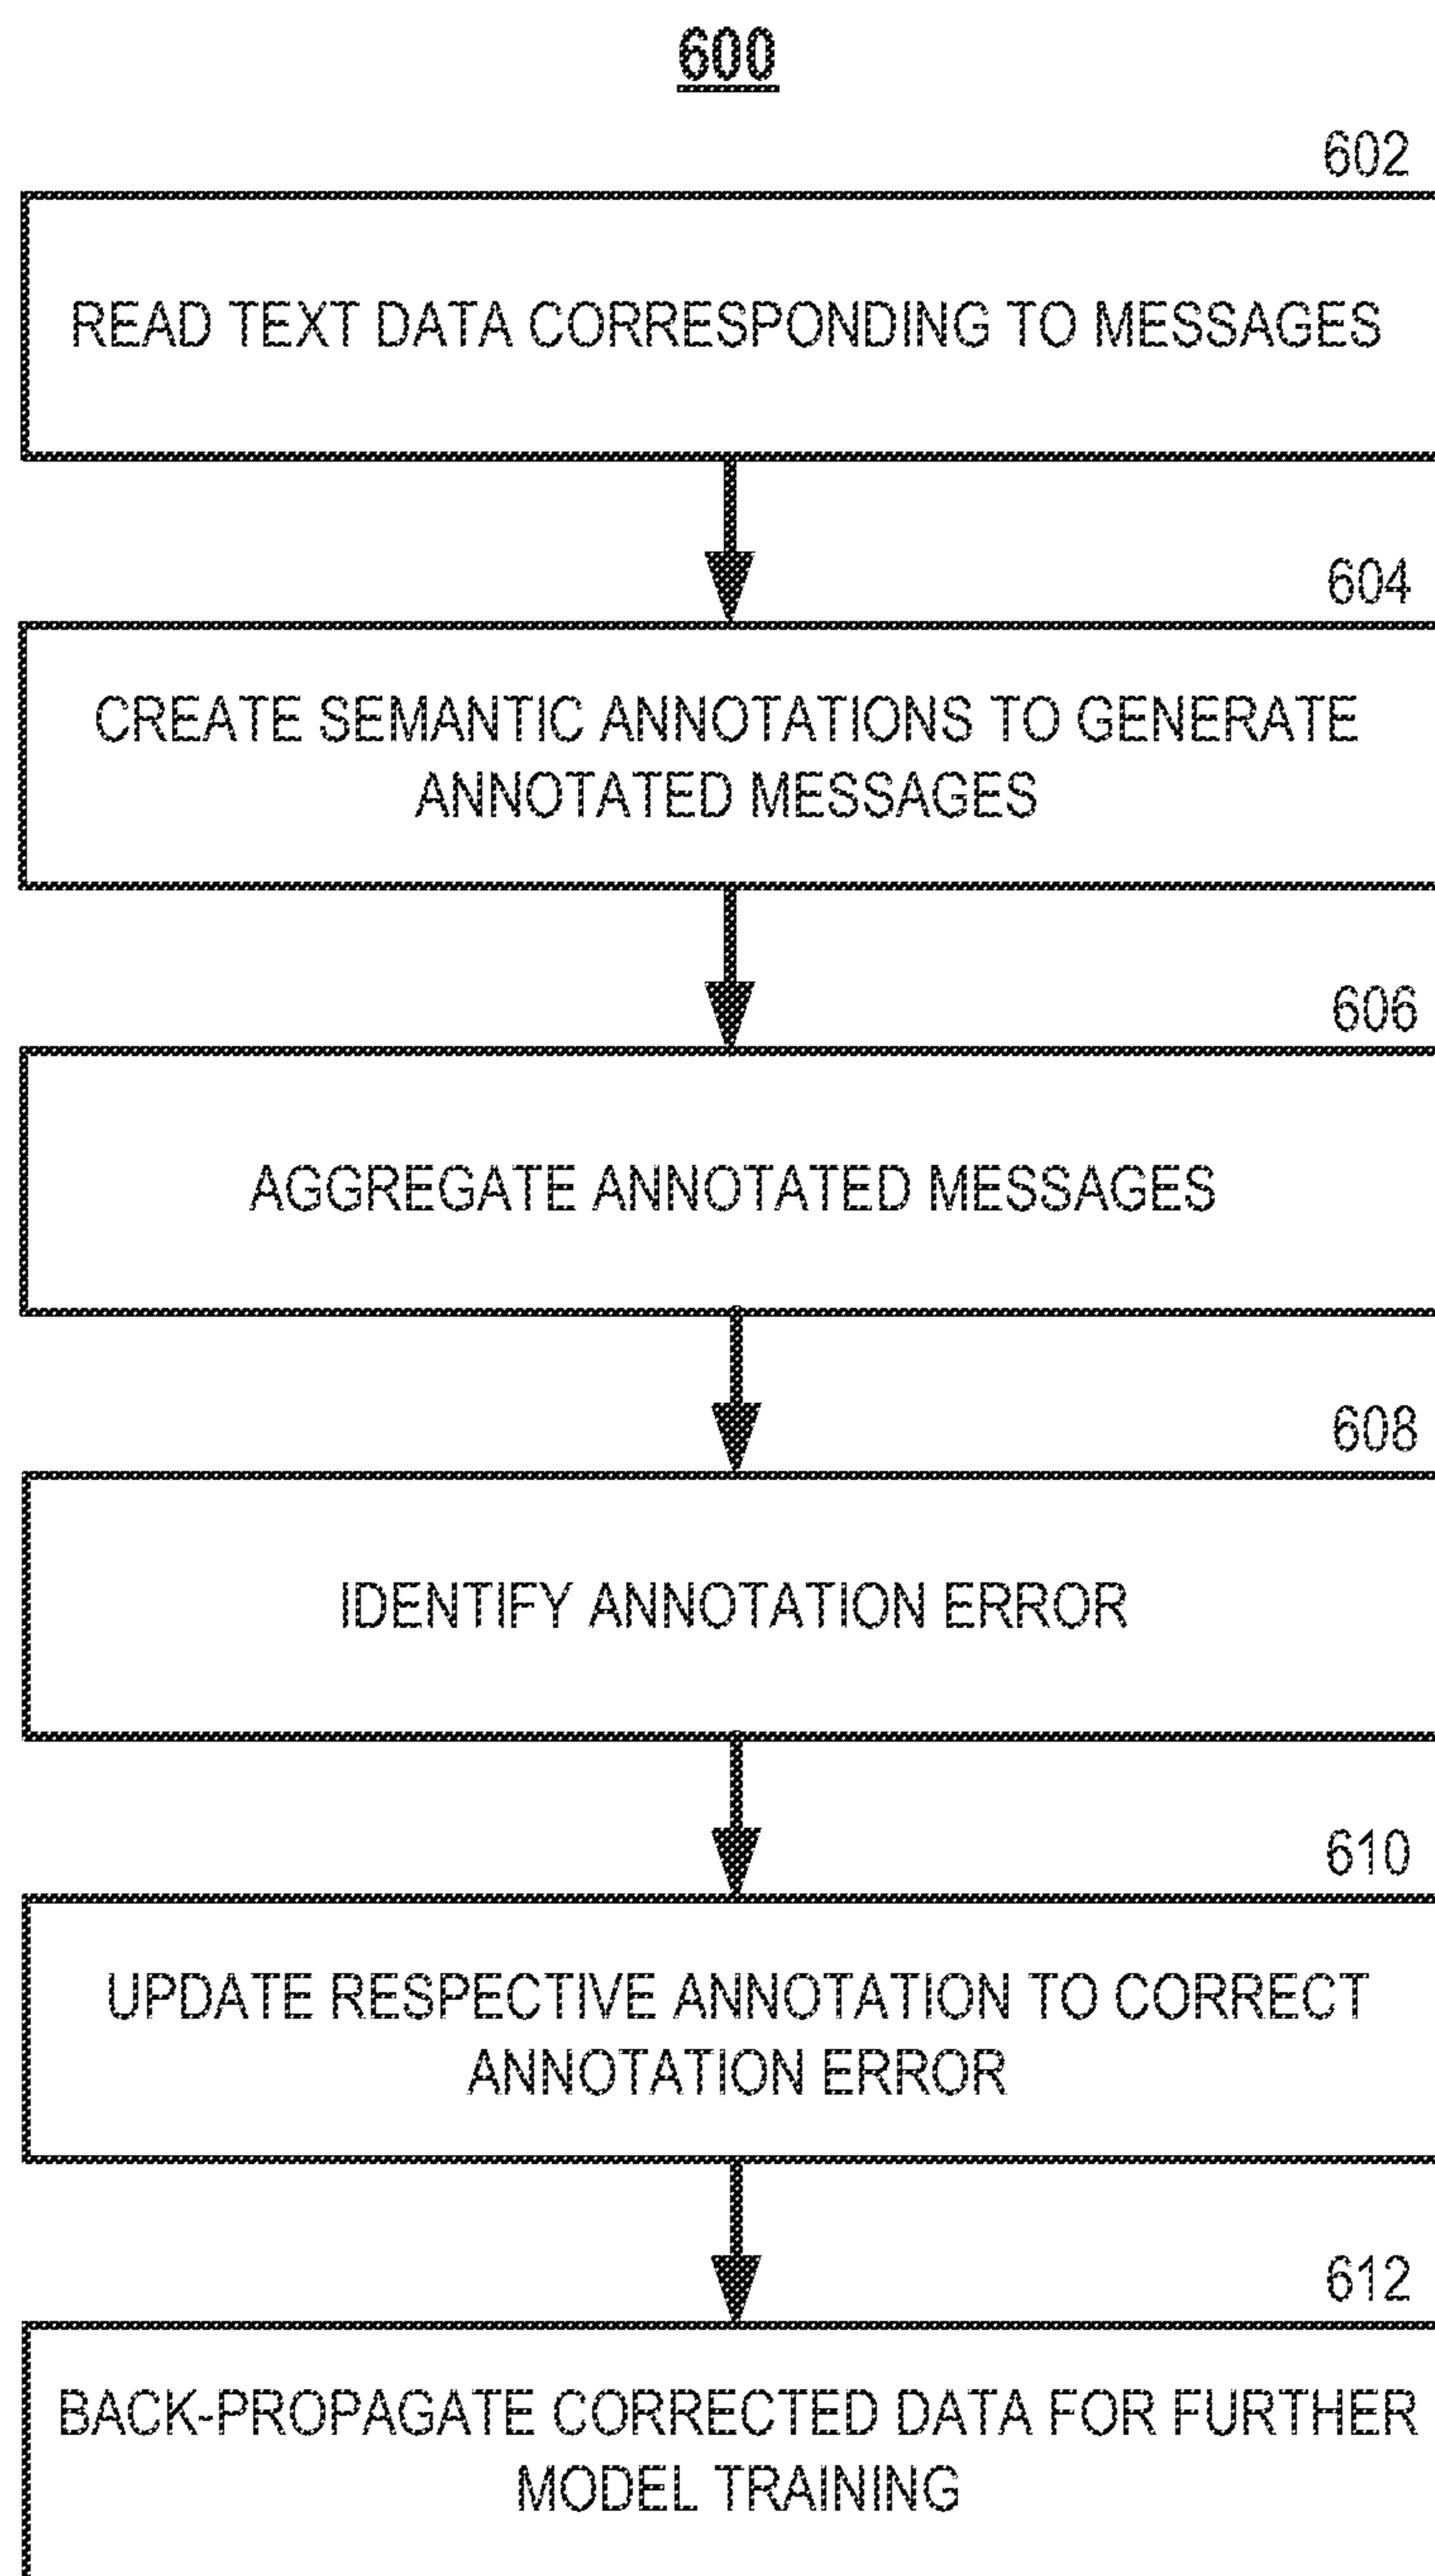 600
602
READ TEXT DATA CORRESPONDING TO MESSAGES
604
CREATE SEMANTIC ANNOTATIONS TO GENERATE
ANNOTATED MESSAGES
606
AGGREGATE ANNOTATED MESSAGES
608
IDENTIFY ANNOTATION ERROR
610
UPDATE RESPECTIVE ANNOTATION TO CORRECT
ANNOTATION ERROR
612
BACK-PROPAGATE CORRECTED DATA FOR FURTHER
MODEL TRAINING